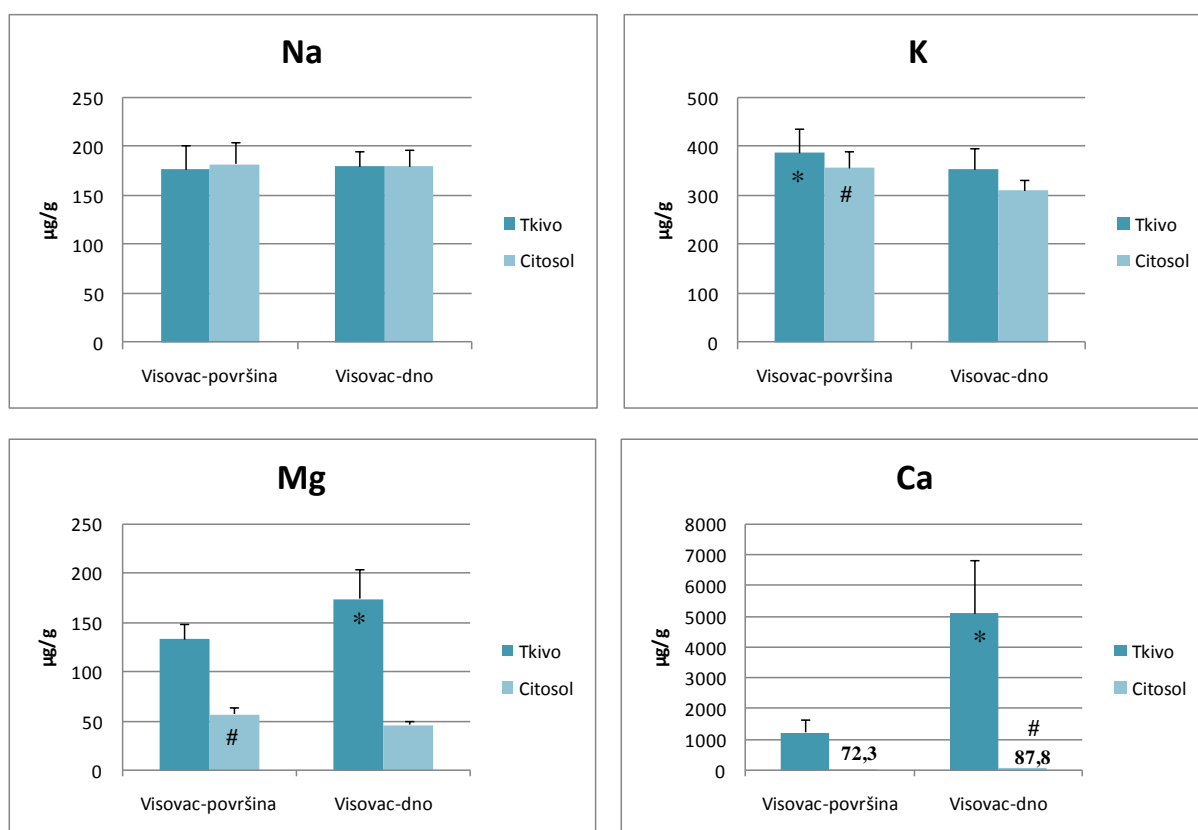 Na
250
200
150
100
50
0
µg/g
Visovac-površina
Visovac-dno
Tkivo
Citosol
K
500
400
300
200
100
0
µg/g
*
#
Visovac-površina
Visovac-dno
Tkivo
Citosol
Mg
250
200
150
100
50
0
µg/ g
#
*
Visovac-površina
Visovac-dno
Tkivo
Citosol
Ca
8000
7000
6000
5000
4000
3000
2000
1000
0
µg/ g
72,3
*
#
87,8
Visovac-površina
Visovac-dno
Tkivo
Citosol